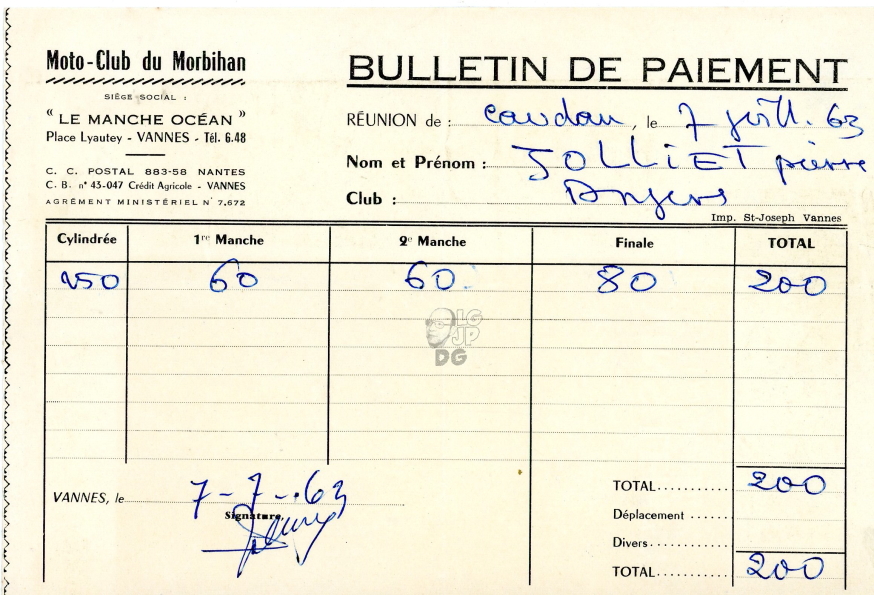 Moto-Club du Morbihan
SIÈGE SOCIAL :
“ LE MANCHE OCÉAN ”
Place Lyautey - VANNES - Tél. 6.48
C. C. POSTAL 883-58 NANTES
C. B. n° 43-047 Crédit Agricole - VANNES
AGRÉMENT MINISTÉRIEL N° 7.672
BULLETIN DE PAIEMENT
RÉUNION de : Caudan, le 7 juill. 63
Nom et Prénom : JOLLiET pierre
Club : Angers
Imp. St-Joseph Vannes
Cylindrée 1re Manche 2e Manche Finale TOTAL
250 60 60 80 200
LG
JP
DG
TOTAL 200
VANNES, le 7-7-63
Signature
Déplacement
Divers
TOTAL 200